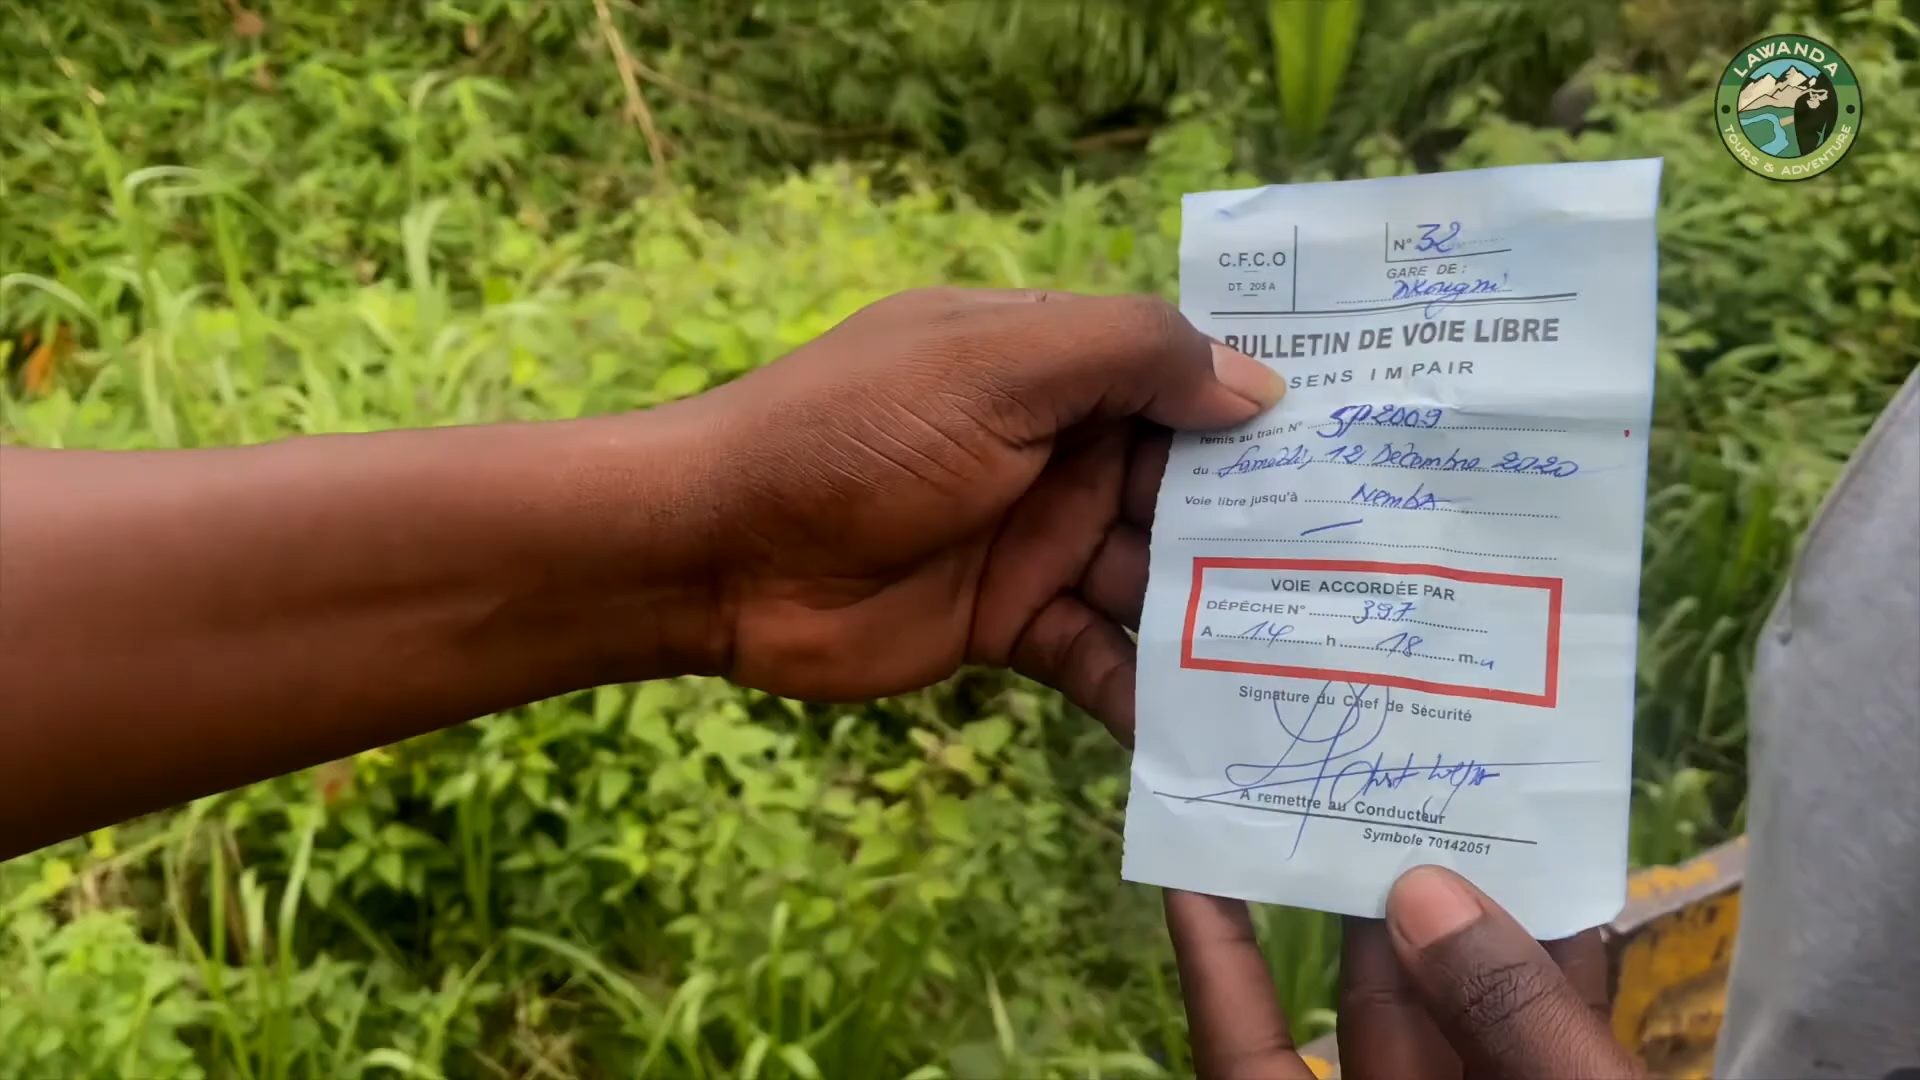 LAWANDA
TOURS & ADVENTURE
C.F.C.O
DT. 205 A
N° 32
GARE DE :
BULLETIN DE VOIE LIBRE
SENS IMPAIR
remis au train N° SP2009
du Samedi, 12 Décembre 2020
Voie libre jusqu'à NembA
VOIE ACCORDÉE PAR
DÉPÊCHE N° 397
A 14 h 18 m.
Signature du Chef de Sécurité
A remettre au Conducteur
Symbole 70142051